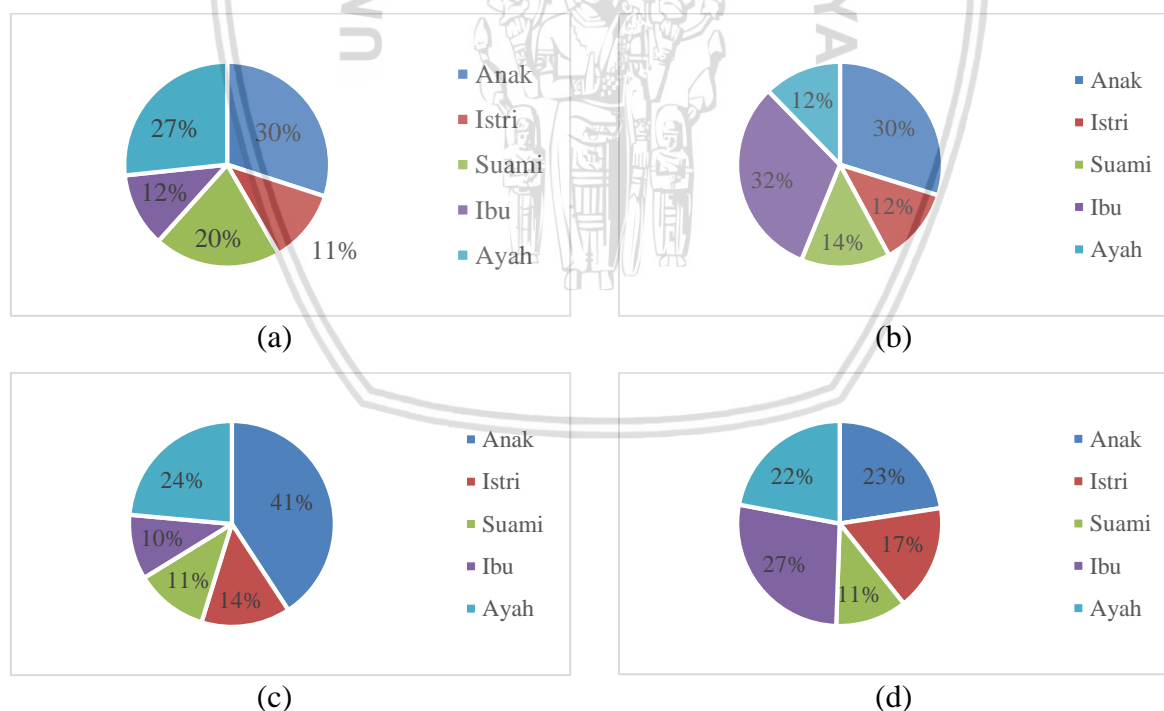 UNI
YA
27%
30%
12%
20%
11%
Anak
Istri
Suami
Ibu
Ayah
(a)
12%
30%
32%
12%
14%
Anak
Istri
Suami
Ibu
Ayah
(b)
24%
41%
10%
11%
14%
Anak
Istri
Suami
Ibu
Ayah
(c)
22%
23%
17%
27%
11%
Anak
Istri
Suami
Ibu
Ayah
(d)